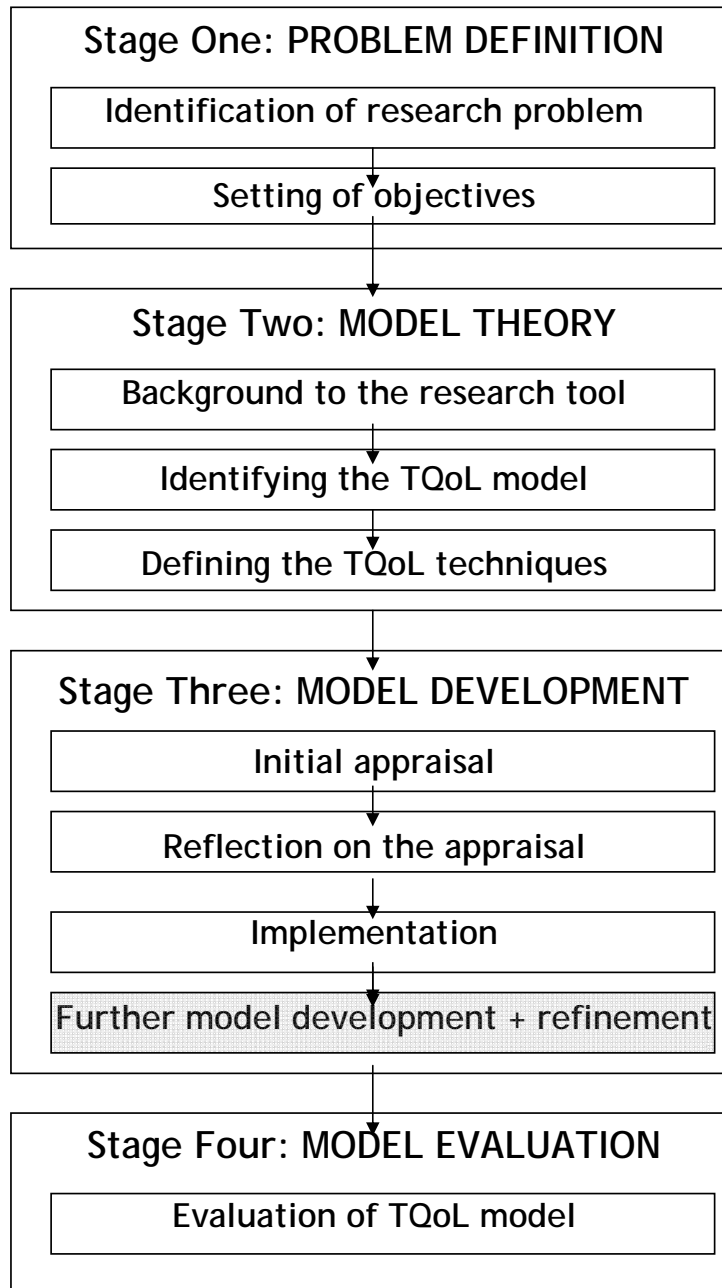 Stage One: PROBLEM DEFINITION
Identification of research problem
Setting of objectives
Stage Two: MODEL THEORY
Background to the research tool
Identifying the TQoL model
Defining the TQoL techniques
Stage Three: MODEL DEVELOPMENT
Initial appraisal
Reflection on the appraisal
Implementation
Further model development + refinement
Stage Four: MODEL EVALUATION
Evaluation of TQoL model